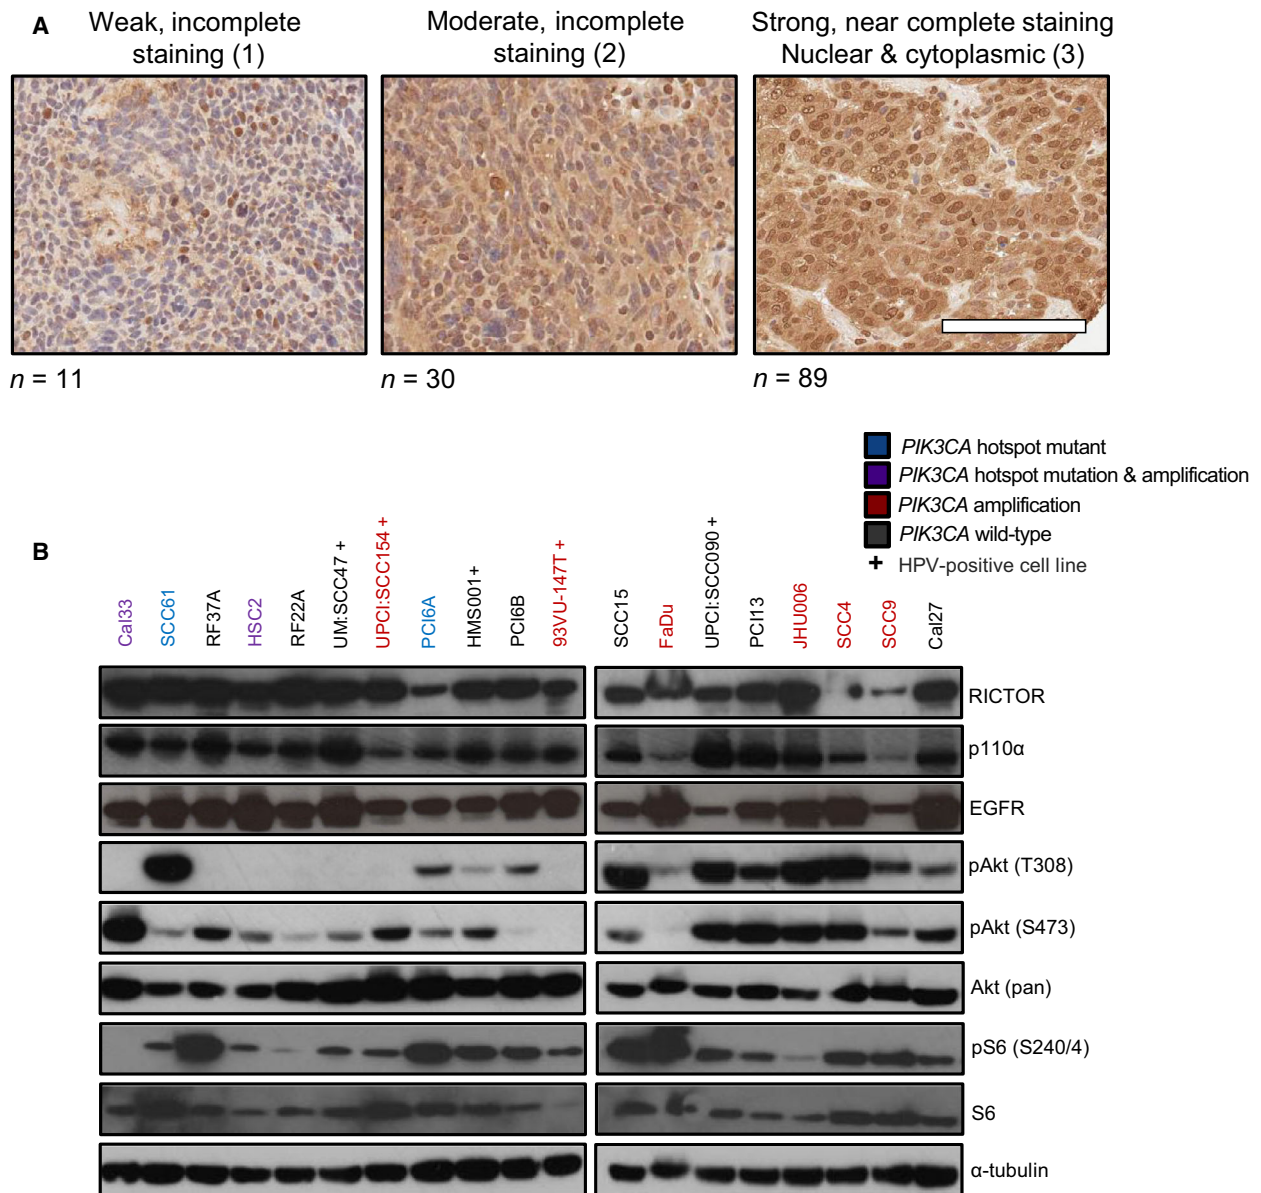 A
Weak, incomplete
staining (1)
Moderate, incomplete
staining (2)
Strong, near complete staining
Nuclear & cytoplasmic (3)
n = 11
n = 30
n = 89
PIK3CA hotspot mutant
PIK3CA hotspot mutation & amplification
PIK3CA amplification
PIK3CA wild-type
+ HPV-positive cell line
B
Cal33
SCC61
RF37A
HSC2
RF22A
UM:SCC47 +
UPCI:SCC154 +
PCI6A
HMS001+
PCI6B
93VU-147T +
SCC15
FaDu
UPCI:SCC090 +
PCI13
JHU006
SCC4
SCC9
Cal27
RICTOR
p110α
EGFR
pAkt (T308)
pAkt (S473)
Akt (pan)
pS6 (S240/4)
S6
α-tubulin